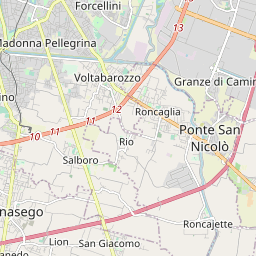 Forcellini
Madonna Pellegrina
13
Voltabarozzo
Granze di Camin
ino
12
Roncaglia
11
11
10
Ponte San
Nicolò
Rio
Salboro
nasego
Roncajette
Lion
San Giacomo